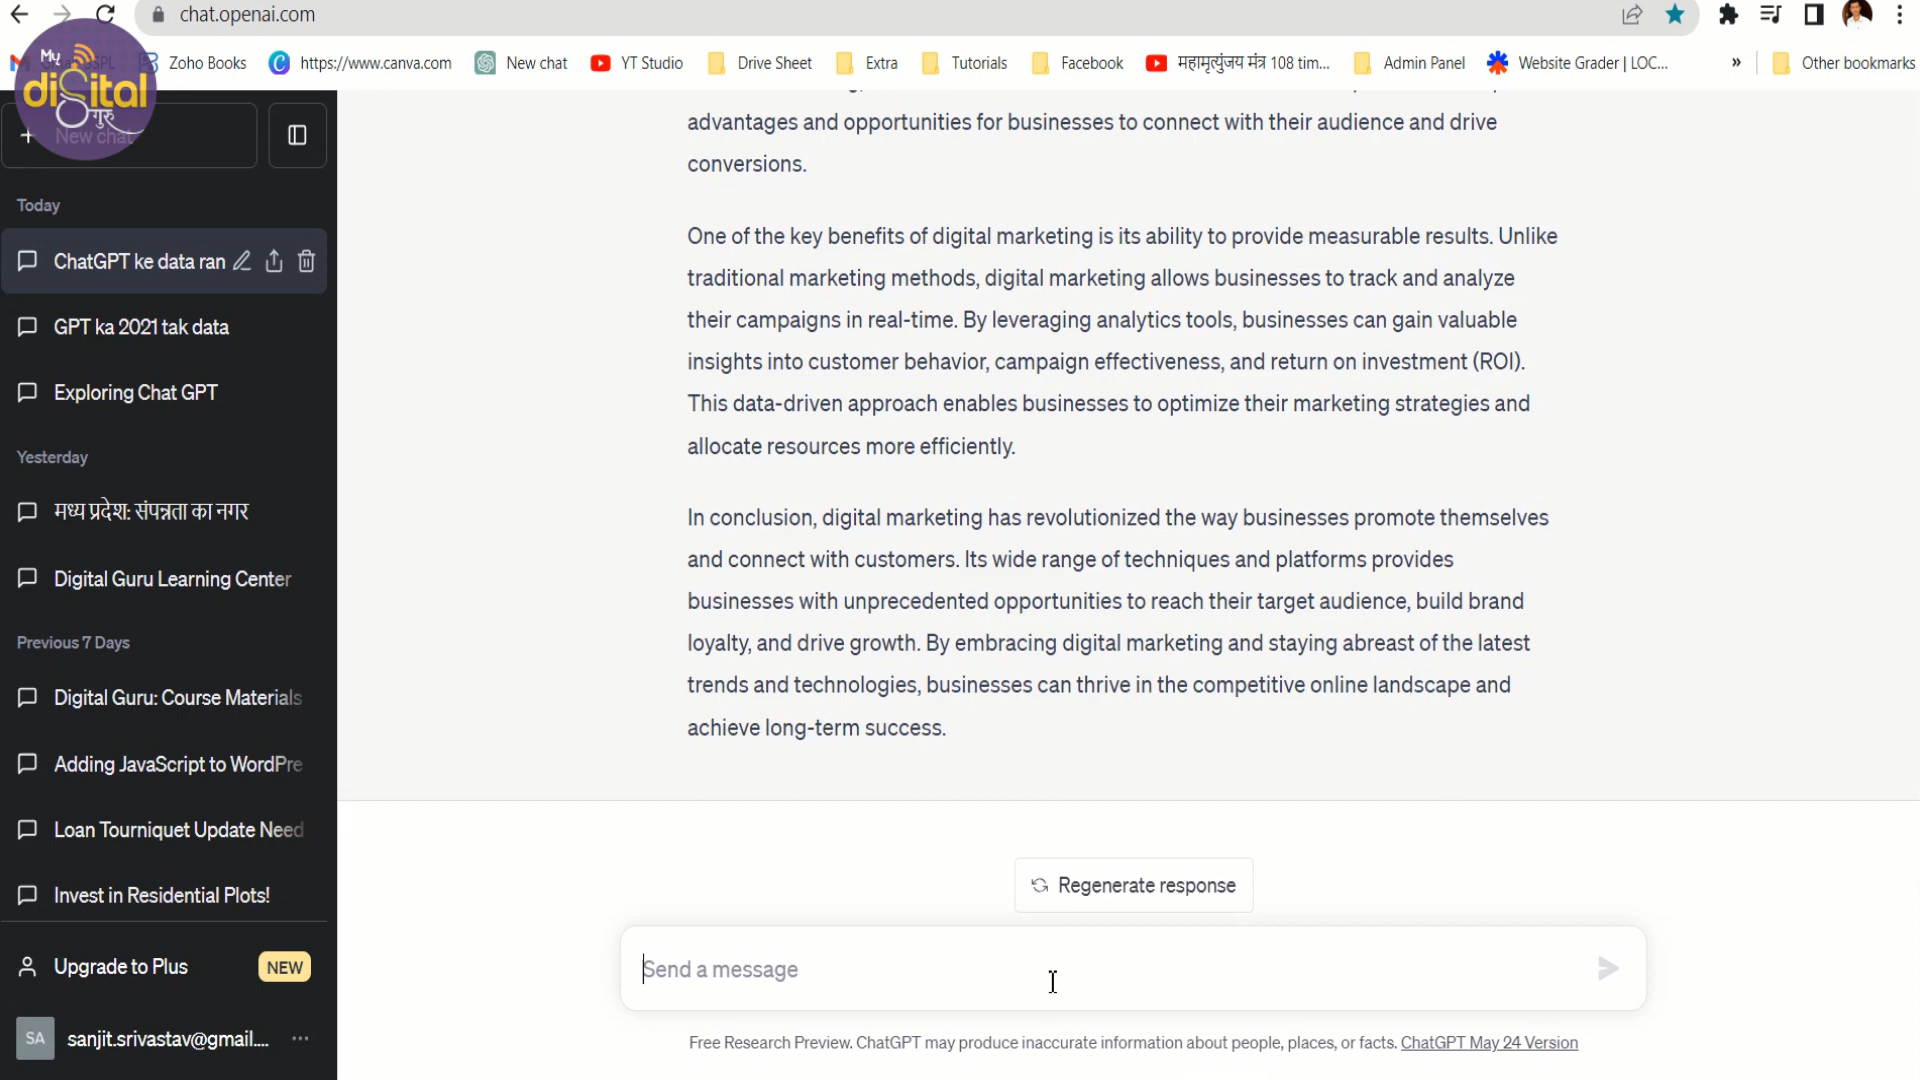 chat.openai.com
My
digital
गुरु
Zoho Books
https://www.canva.com
New chat
YT Studio
Drive Sheet
Extra
Tutorials
Facebook
महामृत्युंजय मंत्र 108 tim...
Admin Panel
Website Grader | LOC...
»
Other bookmarks
+ New chat
Today
ChatGPT ke data ran
GPT ka 2021 tak data
Exploring Chat GPT
Yesterday
मध्य प्रदेश: संपन्नता का नगर
Digital Guru Learning Center
Previous 7 Days
Digital Guru: Course Materials
Adding JavaScript to WordPre
Loan Tourniquet Update Need
Invest in Residential Plots!
Upgrade to Plus NEW
SA sanjit.srivastav@gmail.... ...
advantages and opportunities for businesses to connect with their audience and drive
conversions.
One of the key benefits of digital marketing is its ability to provide measurable results. Unlike
traditional marketing methods, digital marketing allows businesses to track and analyze
their campaigns in real-time. By leveraging analytics tools, businesses can gain valuable
insights into customer behavior, campaign effectiveness, and return on investment (ROI).
This data-driven approach enables businesses to optimize their marketing strategies and
allocate resources more efficiently.
In conclusion, digital marketing has revolutionized the way businesses promote themselves
and connect with customers. Its wide range of techniques and platforms provides
businesses with unprecedented opportunities to reach their target audience, build brand
loyalty, and drive growth. By embracing digital marketing and staying abreast of the latest
trends and technologies, businesses can thrive in the competitive online landscape and
achieve long-term success.
Regenerate response
Send a message
Free Research Preview. ChatGPT may produce inaccurate information about people, places, or facts. ChatGPT May 24 Version